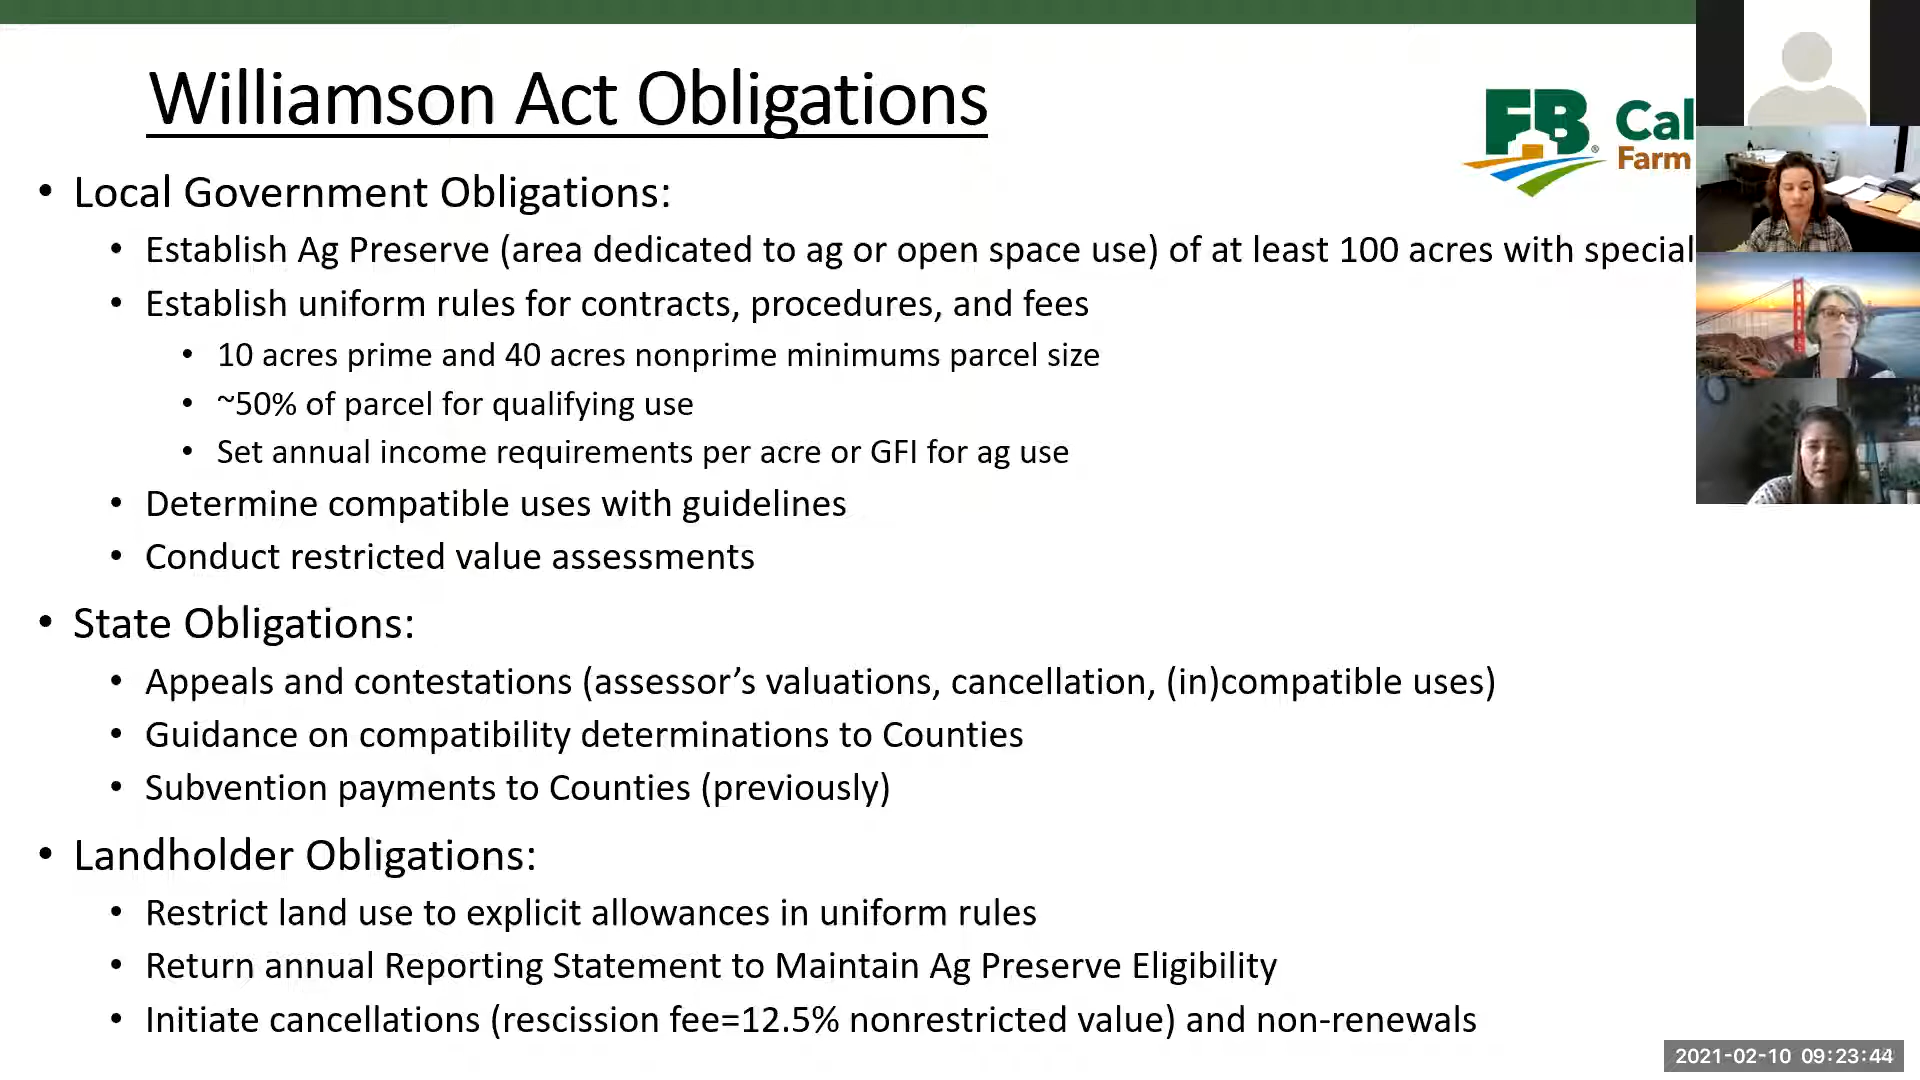 Williamson Act Obligations
FB®
Cal
Farm
• Local Government Obligations:
• Establish Ag Preserve (area dedicated to ag or open space use) of at least 100 acres with special
• Establish uniform rules for contracts, procedures, and fees
• 10 acres prime and 40 acres nonprime minimums parcel size
• ~50% of parcel for qualifying use
• Set annual income requirements per acre or GFI for ag use
• Determine compatible uses with guidelines
• Conduct restricted value assessments
• State Obligations:
• Appeals and contestations (assessor’s valuations, cancellation, (in)compatible uses)
• Guidance on compatibility determinations to Counties
• Subvention payments to Counties (previously)
• Landholder Obligations:
• Restrict land use to explicit allowances in uniform rules
• Return annual Reporting Statement to Maintain Ag Preserve Eligibility
• Initiate cancellations (rescission fee=12.5% nonrestricted value) and non-renewals
2021-02-10 09:23:44